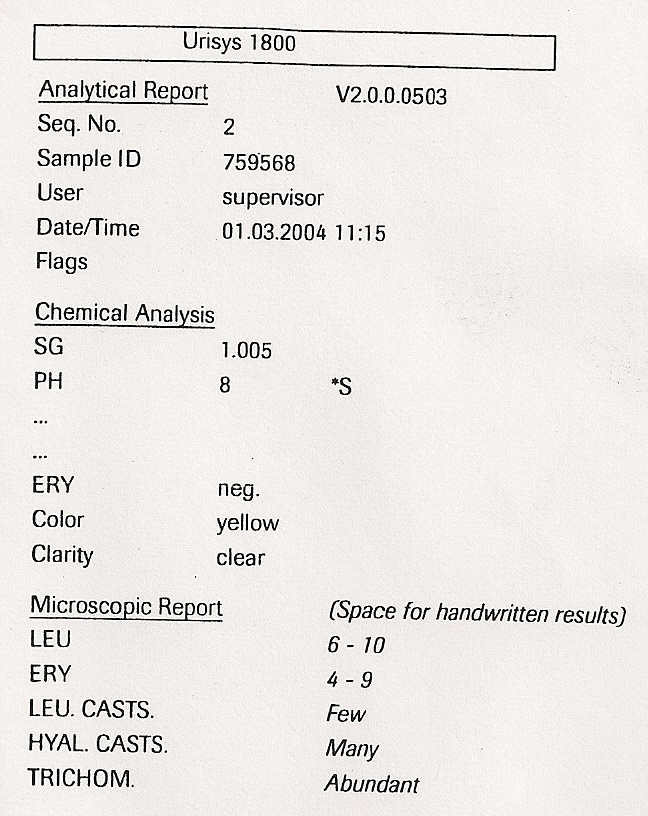 Urisys 1800
Analytical Report V2.0.0.0503
Seq. No. 2
Sample ID 759568
User supervisor
Date/Time 01.03.2004 11:15
Flags
Chemical Analysis
SG 1.005
PH 8 *S
...
...
ERY neg.
Color yellow
Clarity clear
Microscopic Report (Space for handwritten results)
LEU 6 - 10
ERY 4 - 9
LEU. CASTS. Few
HYAL. CASTS. Many
TRICHOM. Abundant